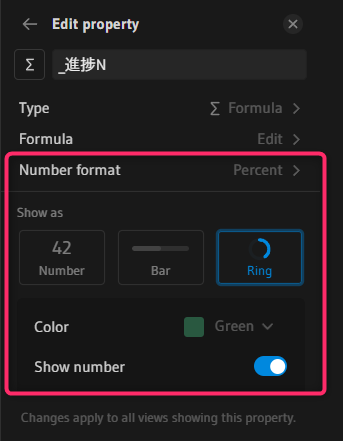 Edit property
Σ _進捗N
Type Σ Formula
Formula Edit
Number format Percent
Show as
42
Number Bar Ring
Color Green
Show number
Changes apply to all views showing this property.